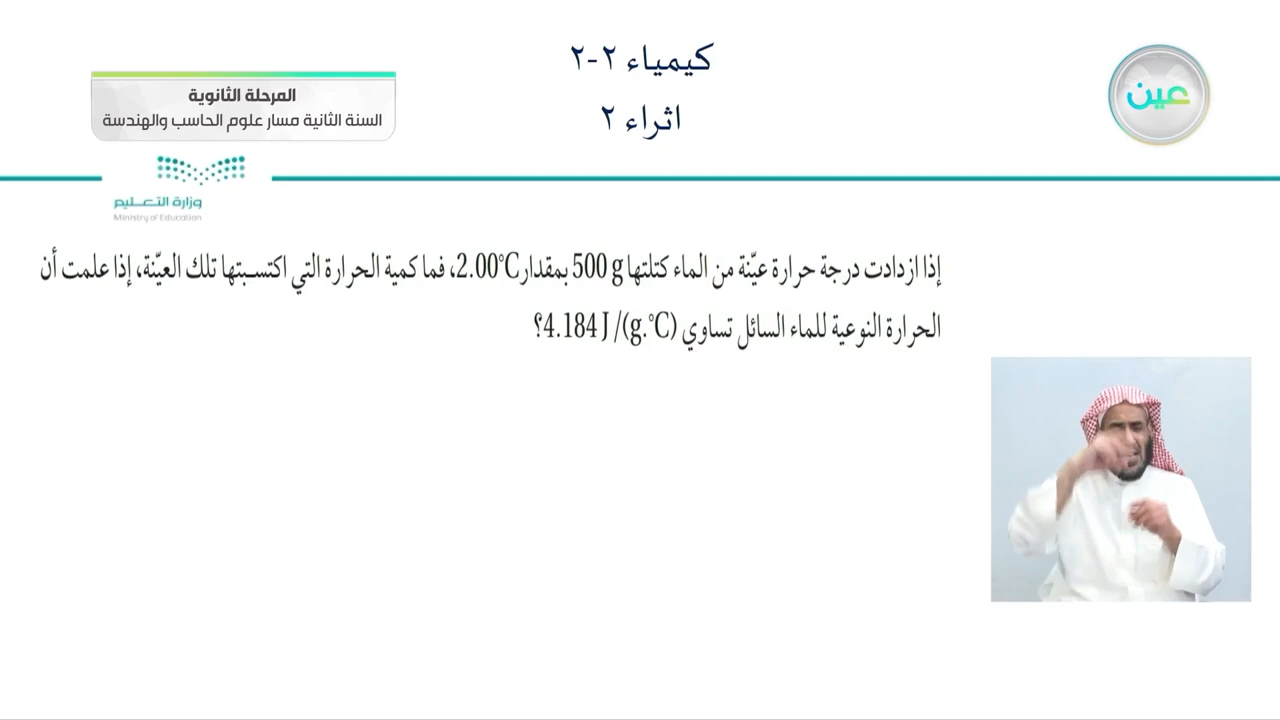 كيمياء ٢-٢
اثراء ٢
عين
المرحلة الثانوية
السنة الثانية مسار علوم الحاسب والهندسة
وزارة التعـــليم
Ministry of Education
إذا ازدادت درجة حرارة عيّنة من الماء كتلتها 500 g بمقدار 2.00°C، فما كمية الحرارة التي اكتسـبتها تلك العيّنة، إذا علمت أن
الحرارة النوعية للماء السائل تساوي 4.184 J /(g.°C)؟